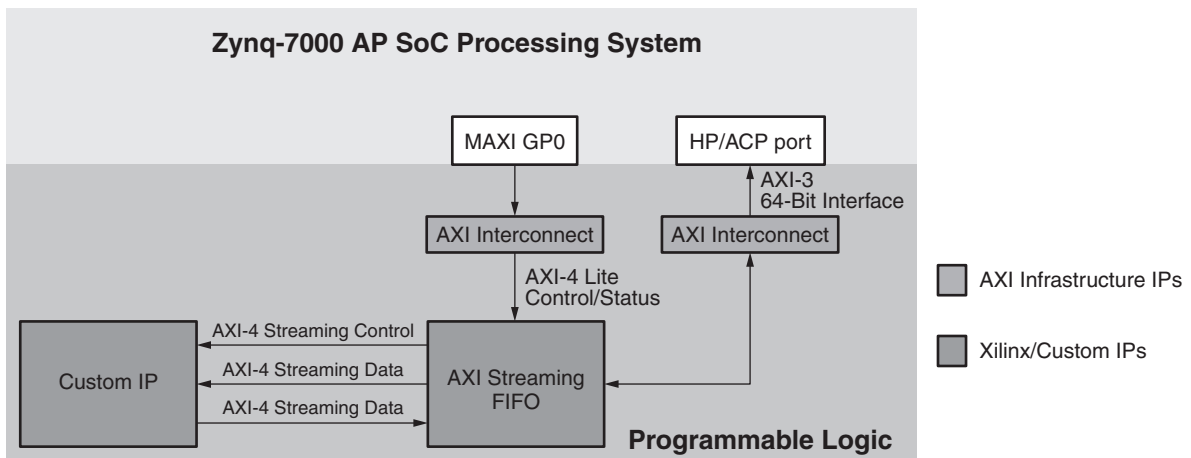 Zynq-7000 AP SoC Processing System
MAXI GP0
HP/ACP port
AXI-3
64-Bit Interface
AXI Interconnect
AXI Interconnect
AXI-4 Lite
Control/Status
AXI Infrastructure IPs
AXI-4 Streaming Control
Custom IP
AXI-4 Streaming Data
AXI Streaming
FIFO
AXI-4 Streaming Data
Xilinx/Custom IPs
Programmable Logic